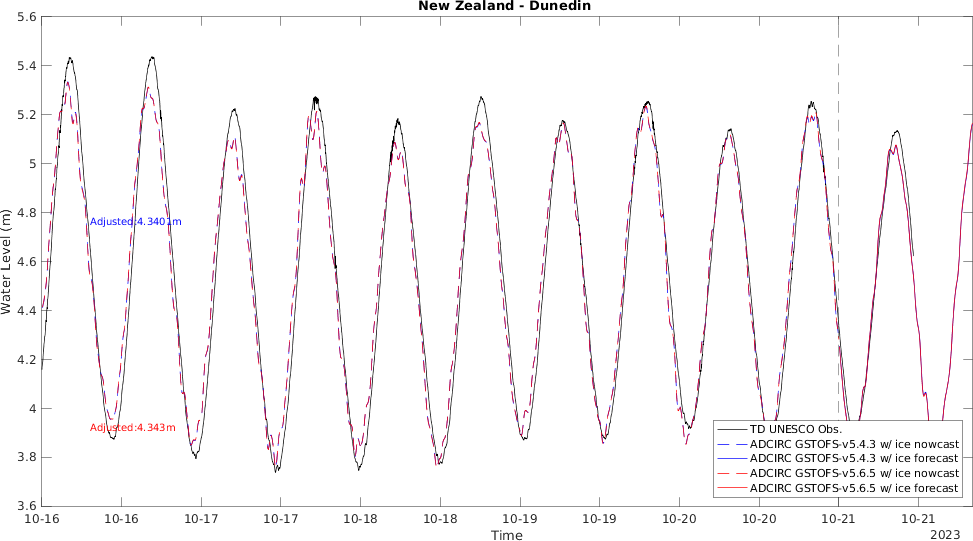 New Zealand - Dunedin
5.6
5.4
5.2
5
4.8
4.6
4.4
4.2
4
3.8
3.6
Water Level (m)
Adjusted:4.3401m
Adjusted:4.343m
TD UNESCO Obs.
ADCIRC GSTOFS-v5.4.3 w/ ice nowcast
ADCIRC GSTOFS-v5.4.3 w/ ice forecast
ADCIRC GSTOFS-v5.6.5 w/ ice nowcast
ADCIRC GSTOFS-v5.6.5 w/ ice forecast
10-16 10-16 10-17 10-17 10-18 10-18 10-19 10-19 10-20 10-20 10-21 10-21
Time
2023